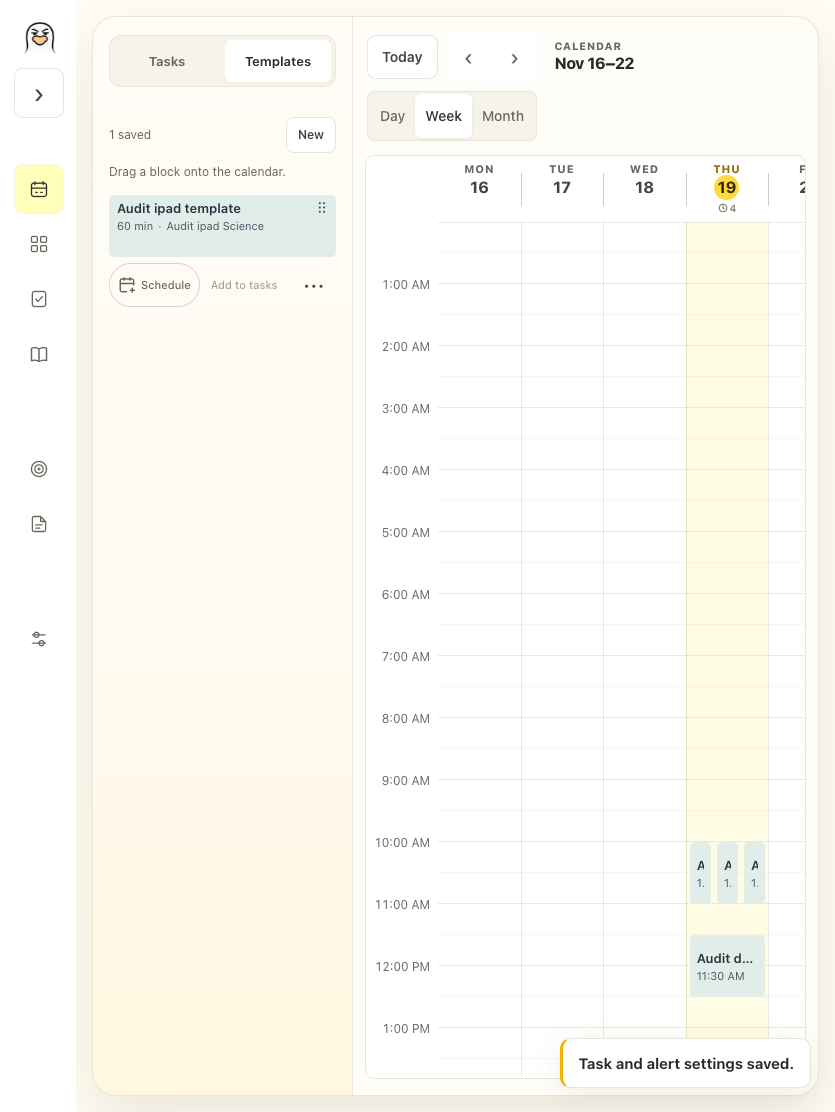 Tasks
Templates
1 saved
New
Drag a block onto the calendar.
Audit ipad template
60 min · Audit ipad Science
Schedule
Add to tasks
Today
CALENDAR
Nov 16–22
Day
Week
Month
MON
16
TUE
17
WED
18
THU
19
4
1:00 AM
2:00 AM
3:00 AM
4:00 AM
5:00 AM
6:00 AM
7:00 AM
8:00 AM
9:00 AM
10:00 AM
A
1.
A
1.
A
1.
11:00 AM
Audit d...
11:30 AM
12:00 PM
1:00 PM
Task and alert settings saved.